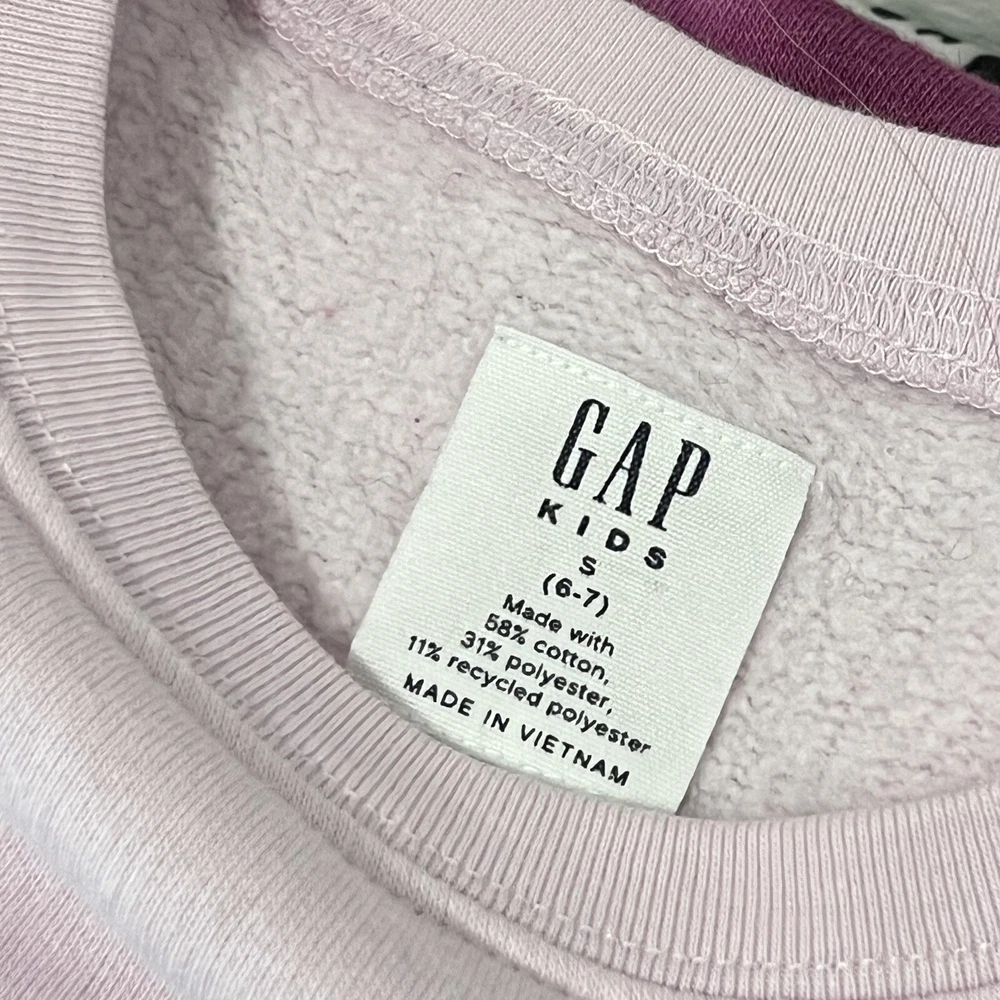 GAP
KIDS
S
(6-7)
Made with
58% cotton,
31% polyester,
11% recycled polyester
MADE IN VIETNAM